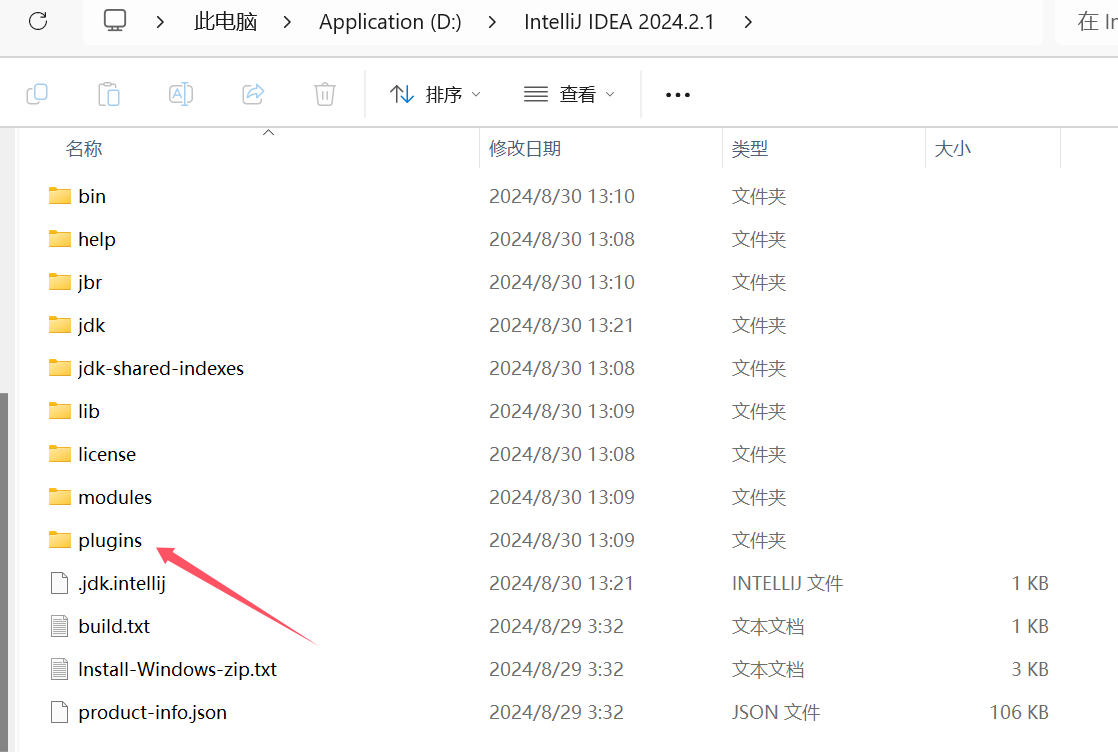 此电脑 > Application (D:) > IntelliJ IDEA 2024.2.1 > 在 In
A 排序 查看 •••
名称 修改日期 类型 大小
bin 2024/8/30 13:10 文件夹
help 2024/8/30 13:08 文件夹
jbr 2024/8/30 13:10 文件夹
jdk 2024/8/30 13:21 文件夹
jdk-shared-indexes 2024/8/30 13:08 文件夹
lib 2024/8/30 13:09 文件夹
license 2024/8/30 13:08 文件夹
modules 2024/8/30 13:09 文件夹
plugins 2024/8/30 13:09 文件夹
.jdk.intellij 2024/8/30 13:21 INTELLIJ 文件 1 KB
build.txt 2024/8/29 3:32 文本文档 1 KB
Install-Windows-zip.txt 2024/8/29 3:32 文本文档 3 KB
product-info.json 2024/8/29 3:32 JSON 文件 106 KB